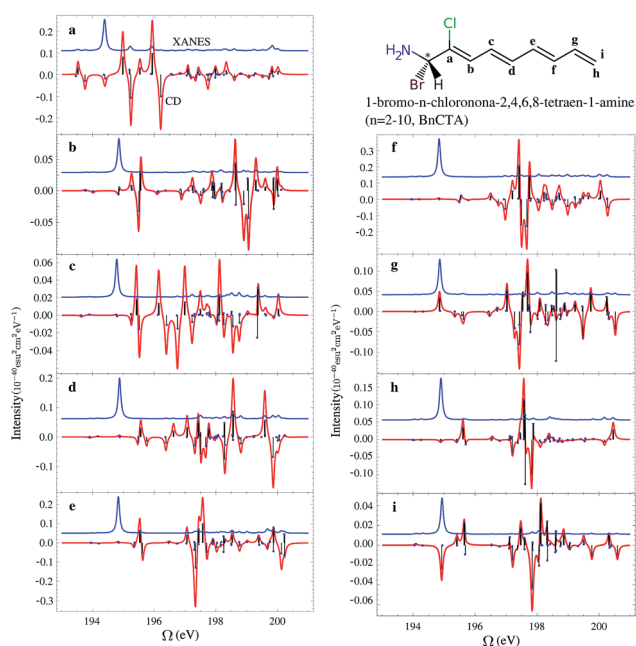 a
XANES
CD
0.2
0.1
0.0
-0.1
-0.2
b
0.05
0.00
-0.05
c
0.06
0.04
0.02
0.00
-0.02
-0.04
d
0.2
0.1
0.0
-0.1
e
0.2
0.1
0.0
-0.1
-0.2
-0.3
194 196 198 200
Ω (eV)
Intensity(10⁻⁴⁰esu²cm²eV⁻¹)
Cl
H₂N
*
Br
H
a b c d e f g h i
1-bromo-n-chloronona-2,4,6,8-tetraen-1-amine
(n=2-10, BnCTA)
f
0.3
0.2
0.1
0.0
-0.1
-0.2
g
0.10
0.05
0.00
-0.05
-0.10
h
0.15
0.10
0.05
0.00
-0.05
-0.10
i
0.04
0.02
0.00
-0.02
-0.04
-0.06
194 196 198 200
Ω (eV)
Intensity(10⁻⁴⁰esu²cm²eV⁻¹)